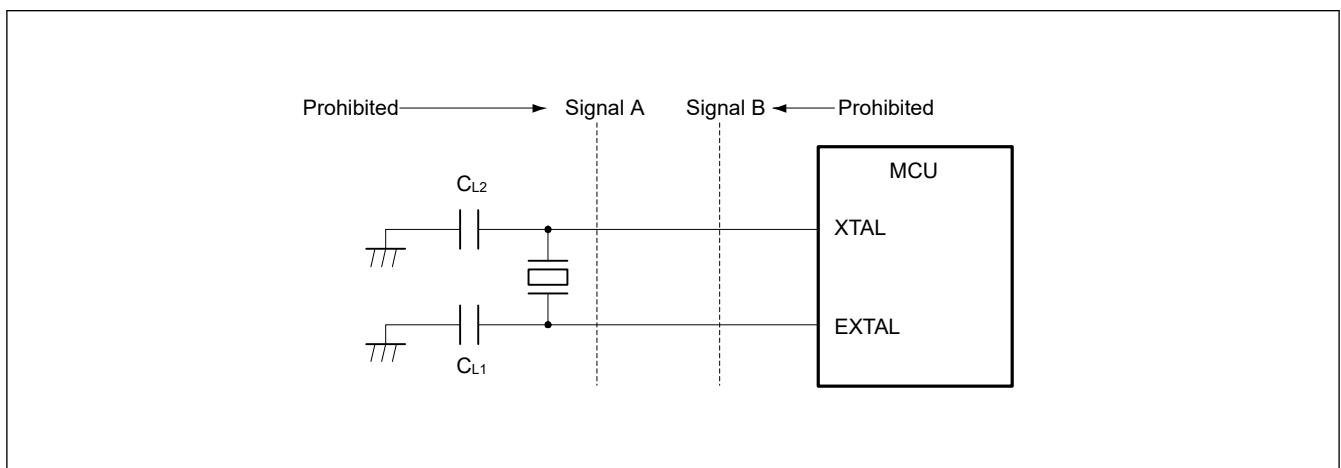 Prohibited Signal A Signal B Prohibited
MCU
CL2
XTAL
EXTAL
CL1